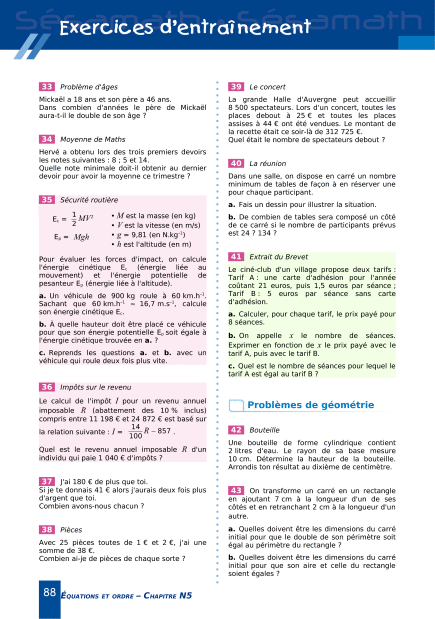 Sésamath Sésamath
Exercices d'entraînement
33 Problème d'âges
Mickaël a 18 ans et son père a 46 ans.
Dans combien d'années le père de Mickaël
aura-t-il le double de son âge ?
34 Moyenne de Maths
Hervé a obtenu lors des trois premiers devoirs
les notes suivantes : 8 ; 5 et 14.
Quelle note minimale doit-il obtenir au dernier
devoir pour avoir la moyenne ce trimestre ?
35 Sécurité routière
Ec = 1/2 MV²
Ep = Mgh
• M est la masse (en kg)
• V est la vitesse (en m/s)
• g = 9,81 (en N.kg⁻¹)
• h est l'altitude (en m)
Pour évaluer les forces d'impact, on calcule
l'énergie cinétique Ec (énergie liée au
mouvement) et l'énergie potentielle de
pesanteur Ep (énergie liée à l'altitude).
a. Un véhicule de 900 kg roule à 60 km.h⁻¹.
Sachant que 60 km.h⁻¹ ≈ 16,7 m.s⁻¹, calcule
son énergie cinétique Ec.
b. À quelle hauteur doit être placé ce véhicule
pour que son énergie potentielle Ep soit égale à
l'énergie cinétique trouvée en a. ?
c. Reprends les questions a. et b. avec un
véhicule qui roule deux fois plus vite.
36 Impôts sur le revenu
Le calcul de l'impôt I pour un revenu annuel
imposable R (abattement des 10 % inclus)
compris entre 11 198 € et 24 872 € est basé sur
la relation suivante : I = 14/100 R − 857 .
Quel est le revenu annuel imposable R d'un
individu qui paie 1 040 € d'impôts ?
37 J'ai 180 € de plus que toi.
Si je te donnais 41 € alors j'aurais deux fois plus
d'argent que toi.
Combien avons-nous chacun ?
38 Pièces
Avec 25 pièces toutes de 1 € et 2 €, j'ai une
somme de 38 €.
Combien ai-je de pièces de chaque sorte ?
39 Le concert
La grande Halle d'Auvergne peut accueillir
8 500 spectateurs. Lors d'un concert, toutes les
places debout à 25 € et toutes les places
assises à 44 € ont été vendues. Le montant de
la recette était ce soir-là de 312 725 €.
Quel était le nombre de spectateurs debout ?
40 La réunion
Dans une salle, on dispose en carré un nombre
minimum de tables de façon à en réserver une
pour chaque participant.
a. Fais un dessin pour illustrer la situation.
b. De combien de tables sera composé un côté
de ce carré si le nombre de participants prévus
est 24 ? 134 ?
41 Extrait du Brevet
Le ciné-club d'un village propose deux tarifs :
Tarif A : une carte d'adhésion pour l'année
coûtant 21 euros, puis 1,5 euros par séance ;
Tarif B : 5 euros par séance sans carte
d'adhésion.
a. Calculer, pour chaque tarif, le prix payé pour
8 séances.
b. On appelle x le nombre de séances.
Exprimer en fonction de x le prix payé avec le
tarif A, puis avec le tarif B.
c. Quel est le nombre de séances pour lequel le
tarif A est égal au tarif B ?
Problèmes de géométrie
42 Bouteille
Une bouteille de forme cylindrique contient
2 litres d'eau. Le rayon de sa base mesure
10 cm. Détermine la hauteur de la bouteille.
Arrondis ton résultat au dixième de centimètre.
43 On transforme un carré en un rectangle
en ajoutant 7 cm à la longueur d'un de ses
côtés et en retranchant 2 cm à la longueur d'un
autre.
a. Quelles doivent être les dimensions du carré
initial pour que le double de son périmètre soit
égal au périmètre du rectangle ?
b. Quelles doivent être les dimensions du carré
initial pour que son aire et celle du rectangle
soient égales ?
88 ÉQUATIONS ET ORDRE – CHAPITRE N5